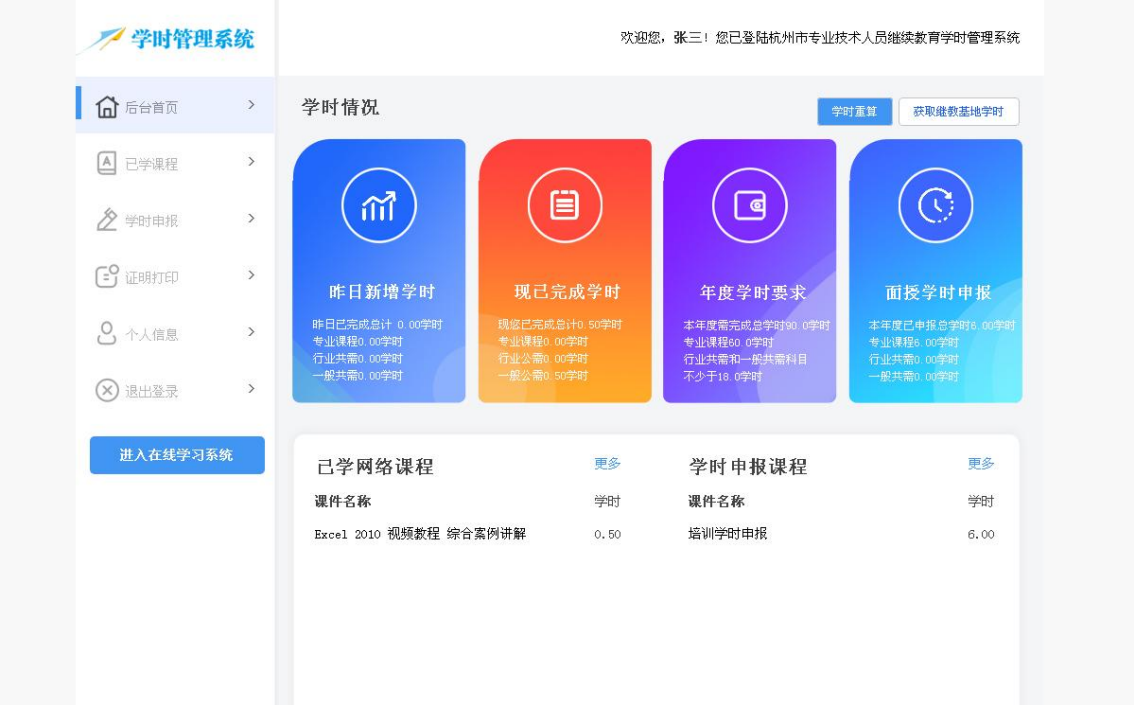 学时管理系统
欢迎您，张三！您已登陆杭州市专业技术人员继续教育学时管理系统
后台首页
已学课程
学时申报
证明打印
个人信息
退出登录
进入在线学习系统
学时情况
学时重算
获取继教基地学时
昨日新增学时
昨日已完成总计 0.00学时
专业课程0.00学时
行业共需0.00学时
一般共需0.00学时
现已完成学时
现您已完成总计0.50学时
专业课程0.00学时
行业公需0.00学时
一般公需0.50学时
年度学时要求
本年度需完成总学时90.0学时
专业课程60.0学时
行业共需和一般共需科目
不少于18.0学时
面授学时申报
本年度已申报总学时6.00学时
专业课程6.00学时
行业共需0.00学时
一般共需0.00学时
已学网络课程 更多
课件名称 学时
Excel 2010 视频教程 综合案例讲解 0.50
学时申报课程 更多
课件名称 学时
培训学时申报 6.00